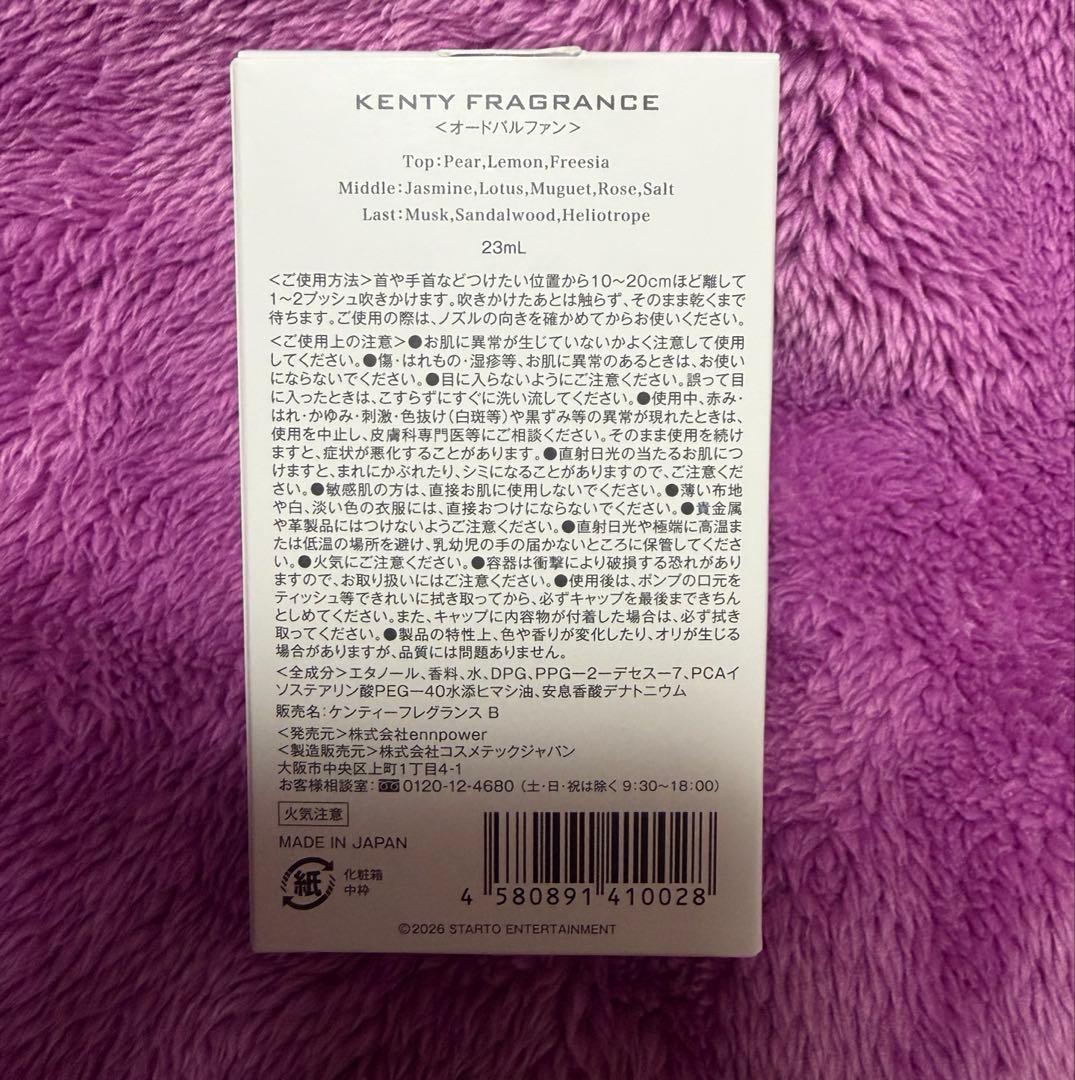 KENTY FRAGRANCE
＜オードパルファン＞
Top:Pear,Lemon,Freesia
Middle:Jasmine,Lotus,Muguet,Rose,Salt
Last:Musk,Sandalwood,Heliotrope
23mL
＜ご使用方法＞首や手首などつけたい位置から10〜20cmほど離して
1〜2プッシュ吹きかけます。吹きかけたあとは触らず、そのまま乾くまで
待ちます。ご使用の際は、ノズルの向きを確かめてからお使いください。
＜ご使用上の注意＞●お肌に異常が生じていないかよく注意して使用
してください。●傷・はれもの・湿疹等、お肌に異常のあるときは、お使い
にならないでください。●目に入らないようにご注意ください。誤って目
に入ったときは、こすらずにすぐに洗い流してください。●使用中、赤み・
はれ・かゆみ・刺激・色抜け（白斑等）や黒ずみ等の異常が現れたときは、
使用を中止し、皮膚科専門医等にご相談ください。そのまま使用を続け
ますと、症状が悪化することがあります。●直射日光の当たるお肌につ
けますと、まれにかぶれたり、シミになることがありますので、ご注意くだ
さい。●敏感肌の方は、直接お肌に使用しないでください。●薄い布地
や白、淡い色の衣服には、直接おつけにならないでください。●貴金属
や革製品にはつけないようご注意ください。●直射日光や極端に高温ま
たは低温の場所を避け、乳幼児の手の届かないところに保管してくださ
い。●火気にご注意ください。●容器は衝撃により破損する恐れがあり
ますので、お取り扱いにはご注意ください。●使用後は、ポンプの口元を
ティッシュ等できれいに拭き取ってから、必ずキャップを最後まできちん
としめてください。また、キャップに内容物が付着した場合は、必ず拭き
取ってください。●製品の特性上、色や香りが変化したり、オリが生じる
場合がありますが、品質には問題ありません。
＜全成分＞エタノール、香料、水、DPG、PPG－2－デセス－7、PCAイ
ソステアリン酸PEG－40水添ヒマシ油、安息香酸デナトニウム
販売名：ケンティーフレグランス B
＜発売元＞株式会社ennpower
＜製造販売元＞株式会社コスメテックジャパン
大阪市中央区上町1丁目4-1
お客様相談室：0120-12-4680（土・日・祝は除く 9:30〜18:00）
火気注意
MADE IN JAPAN
紙 化粧箱
中枠
4 580891 410028
©2026 STARTO ENTERTAINMENT